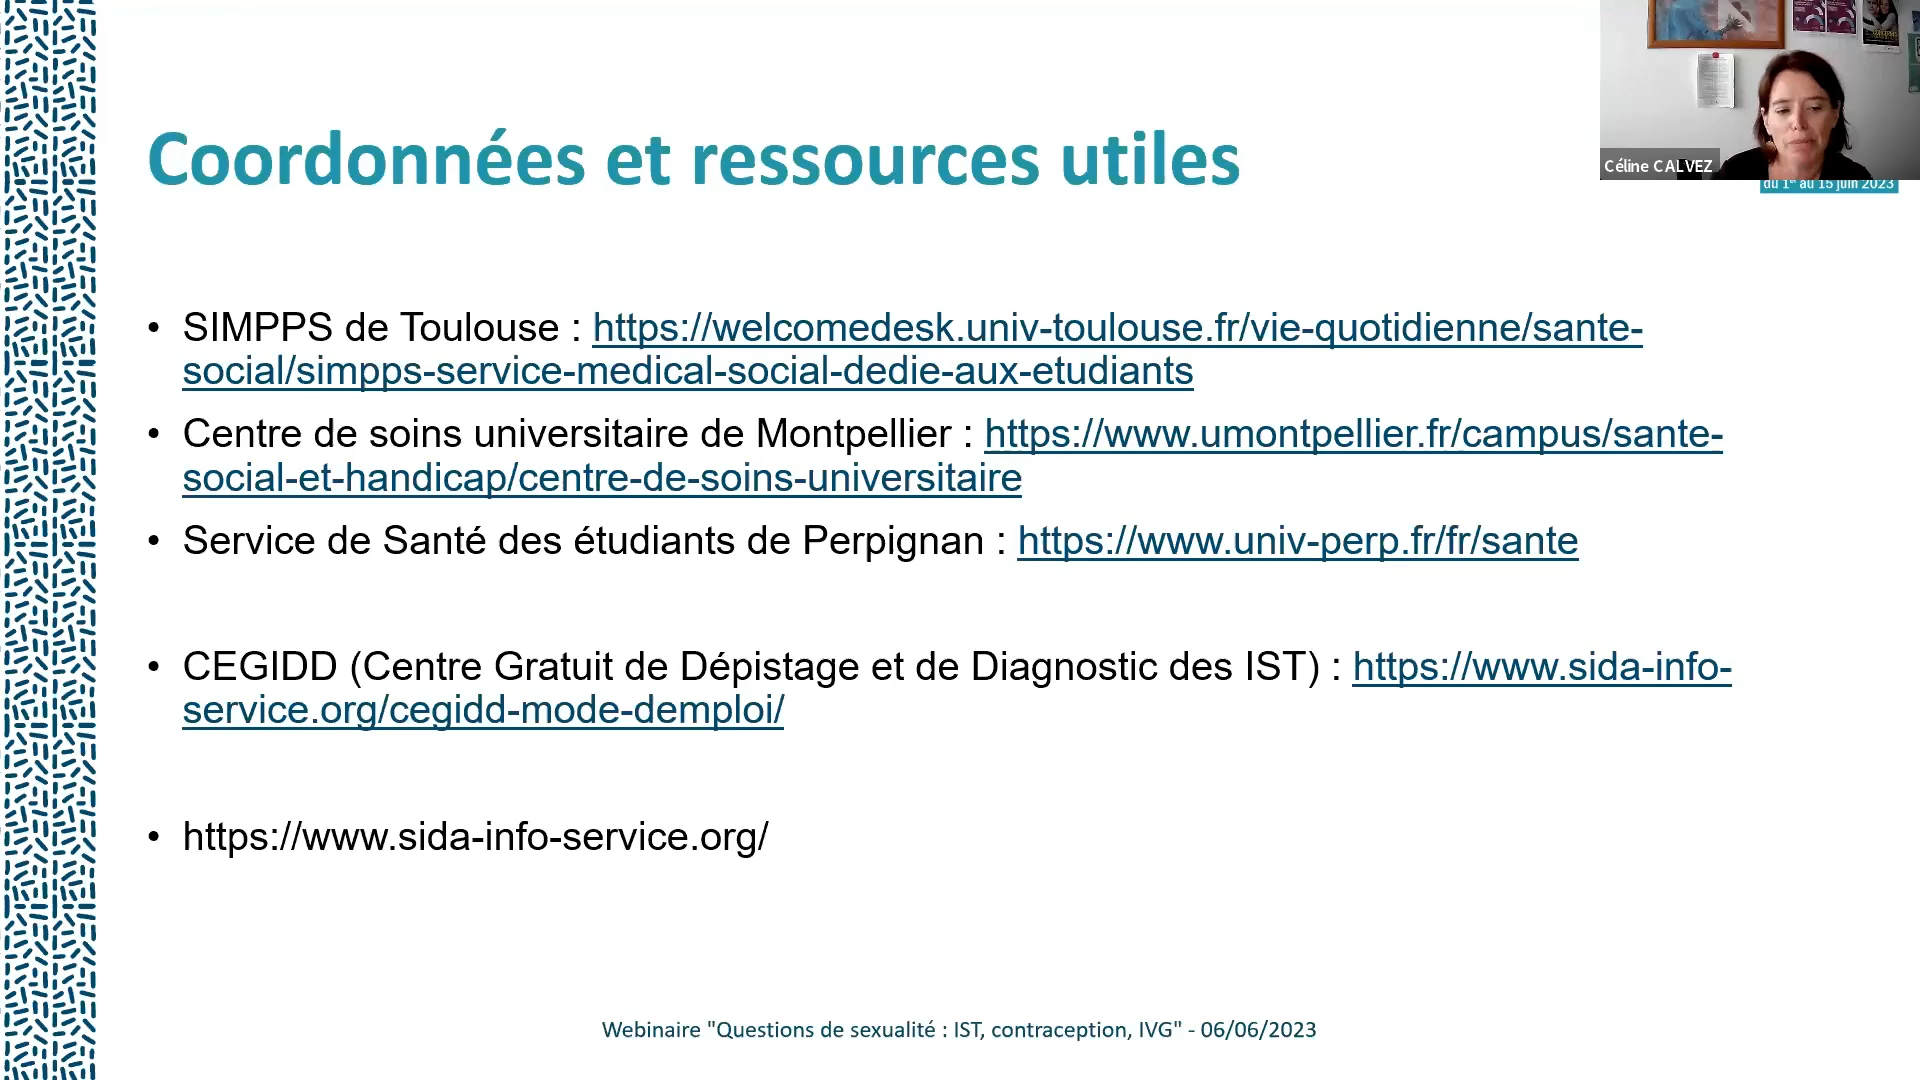 Coordonnées et ressources utiles
Céline CALVEZ
du 1er au 15 juin 2023
• SIMPPS de Toulouse : https://welcomedesk.univ-toulouse.fr/vie-quotidienne/sante-
social/simpps-service-medical-social-dedie-aux-etudiants
• Centre de soins universitaire de Montpellier : https://www.umontpellier.fr/campus/sante-
social-et-handicap/centre-de-soins-universitaire
• Service de Santé des étudiants de Perpignan : https://www.univ-perp.fr/fr/sante
• CEGIDD (Centre Gratuit de Dépistage et de Diagnostic des IST) : https://www.sida-info-
service.org/cegidd-mode-demploi/
• https://www.sida-info-service.org/
Webinaire "Questions de sexualité : IST, contraception, IVG" - 06/06/2023